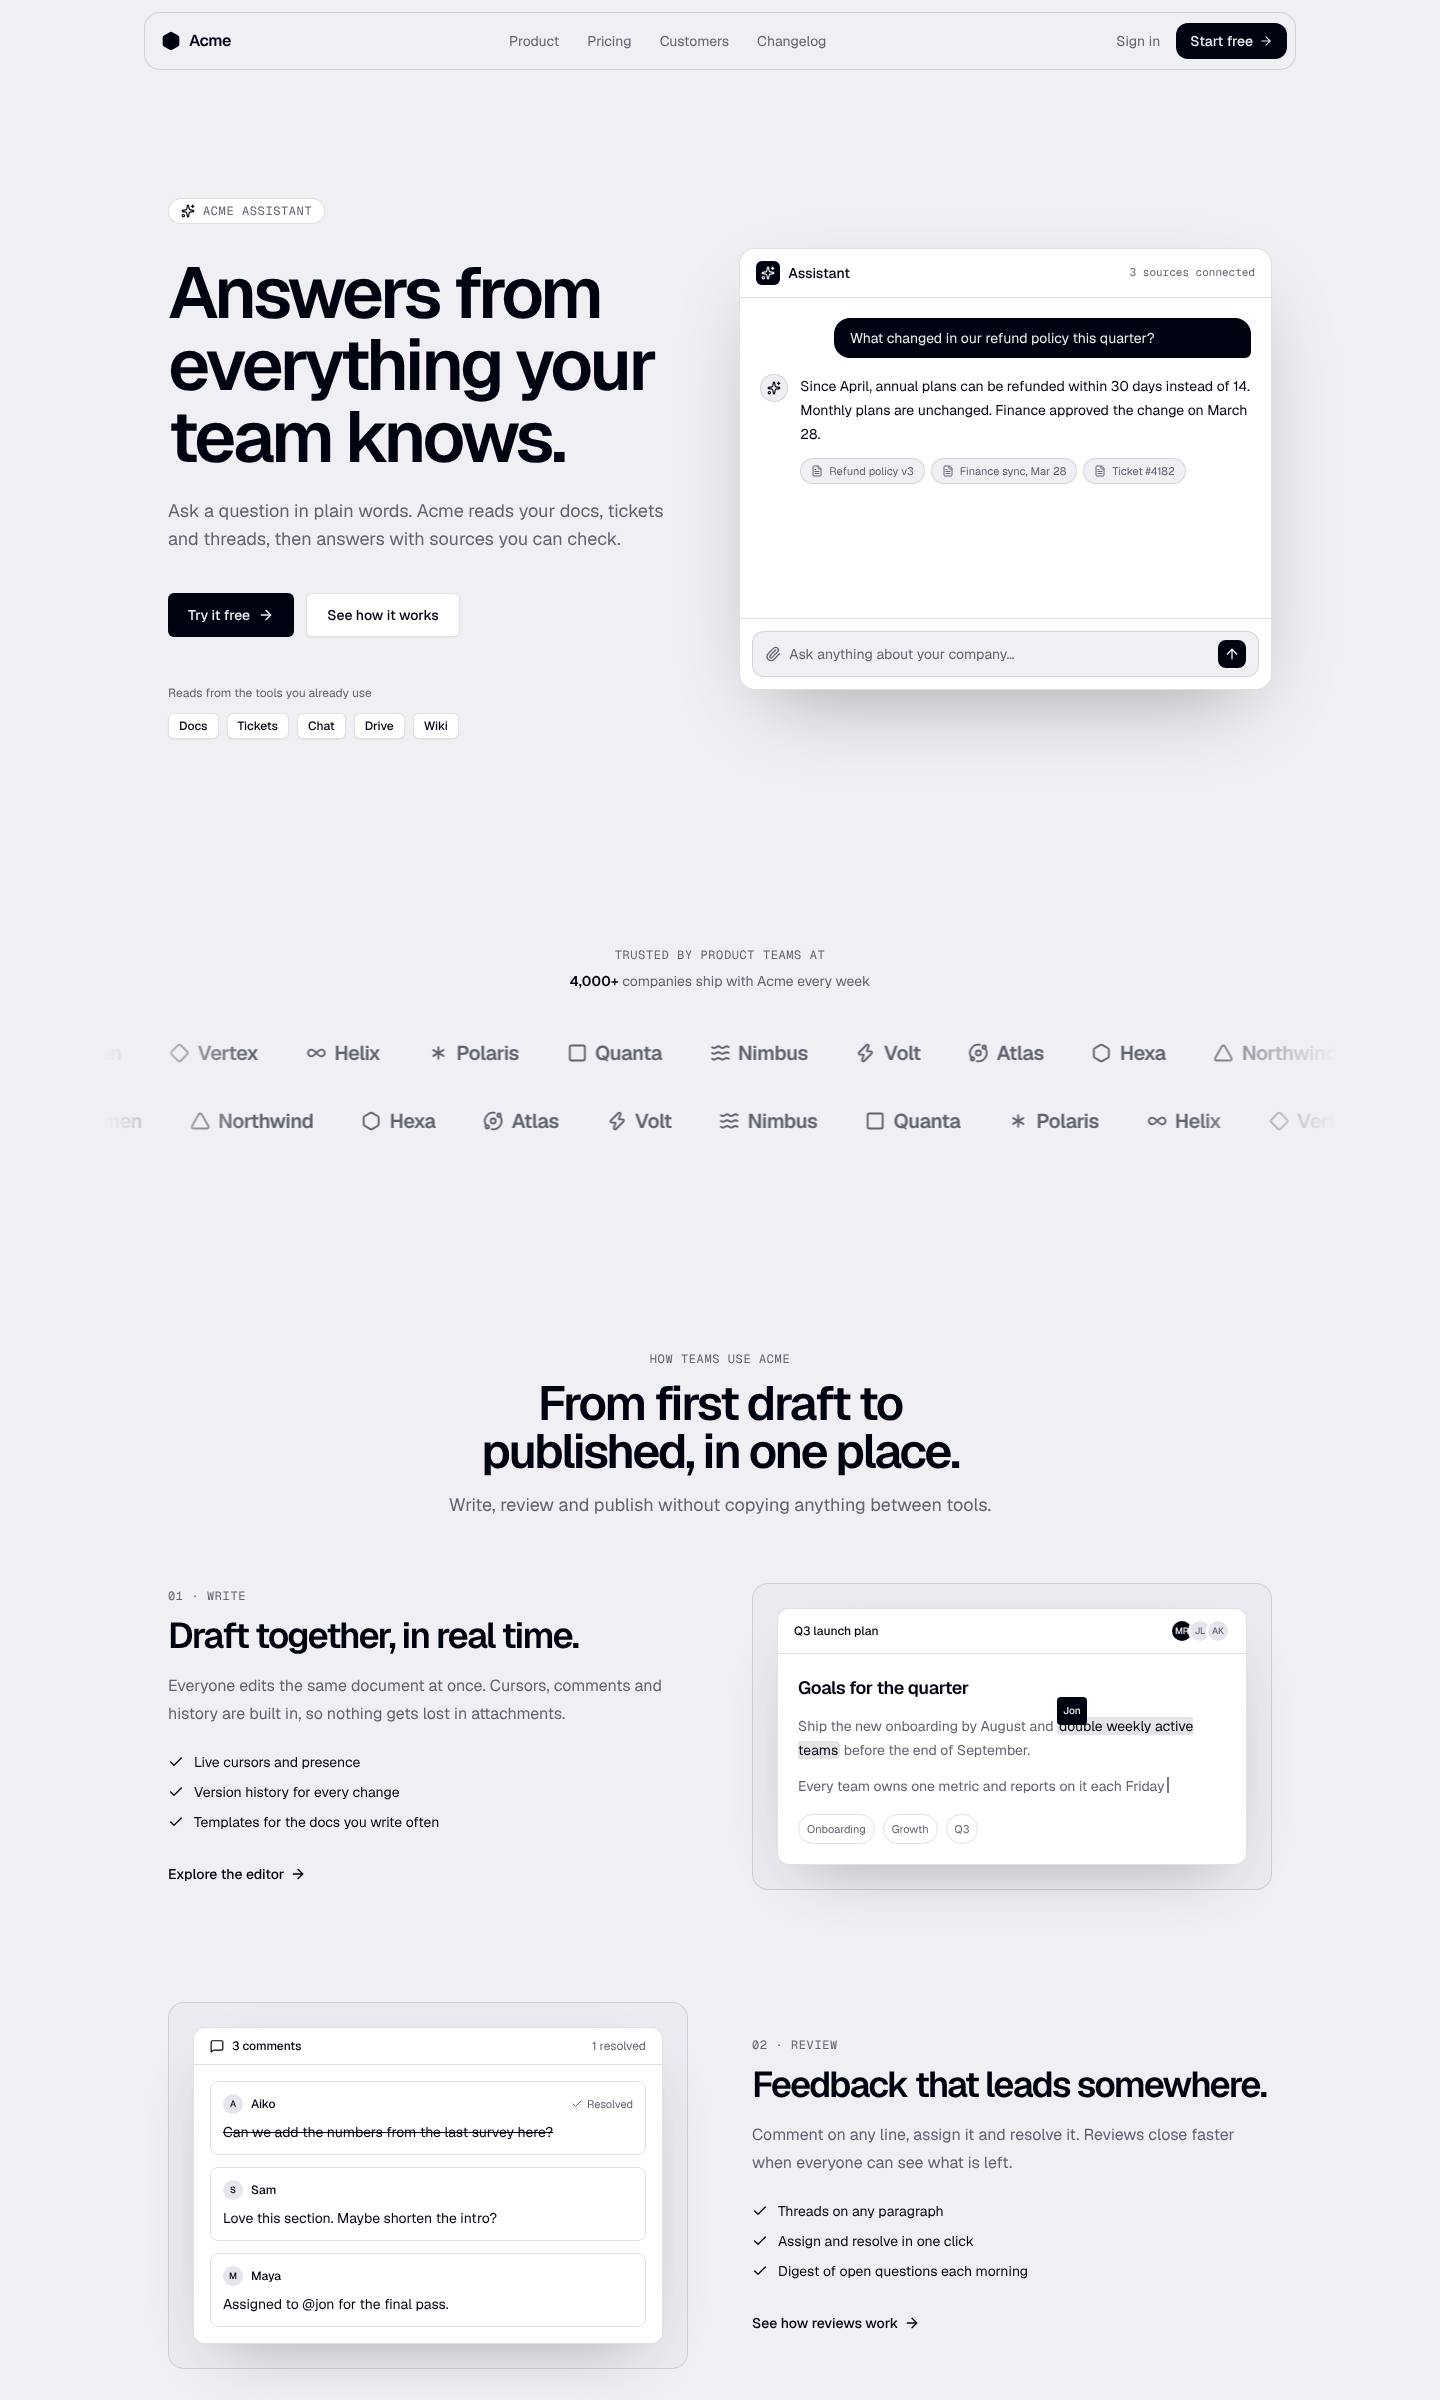 Acme
Product Pricing Customers Changelog
Sign in
Start free
ACME ASSISTANT
Answers from
everything your
team knows.
Ask a question in plain words. Acme reads your docs, tickets
and threads, then answers with sources you can check.
Try it free
See how it works
Reads from the tools you already use
Docs Tickets Chat Drive Wiki
Assistant
3 sources connected
What changed in our refund policy this quarter?
Since April, annual plans can be refunded within 30 days instead of 14.
Monthly plans are unchanged. Finance approved the change on March
28.
Refund policy v3
Finance sync, Mar 28
Ticket #4182
Ask anything about your company…
TRUSTED BY PRODUCT TEAMS AT
4,000+ companies ship with Acme every week
Vertex Helix Polaris Quanta Nimbus Volt Atlas Hexa Northwind
Northwind Hexa Atlas Volt Nimbus Quanta Polaris Helix
HOW TEAMS USE ACME
From first draft to
published, in one place.
Write, review and publish without copying anything between tools.
01 · WRITE
Draft together, in real time.
Everyone edits the same document at once. Cursors, comments and
history are built in, so nothing gets lost in attachments.
Live cursors and presence
Version history for every change
Templates for the docs you write often
Explore the editor
Q3 launch plan
MR JL AK
Goals for the quarter
Jon
Ship the new onboarding by August and double weekly active
teams before the end of September.
Every team owns one metric and reports on it each Friday
Onboarding Growth Q3
3 comments
1 resolved
A Aiko
Resolved
Can we add the numbers from the last survey here?
S Sam
Love this section. Maybe shorten the intro?
M Maya
Assigned to @jon for the final pass.
02 · REVIEW
Feedback that leads somewhere.
Comment on any line, assign it and resolve it. Reviews close faster
when everyone can see what is left.
Threads on any paragraph
Assign and resolve in one click
Digest of open questions each morning
See how reviews work